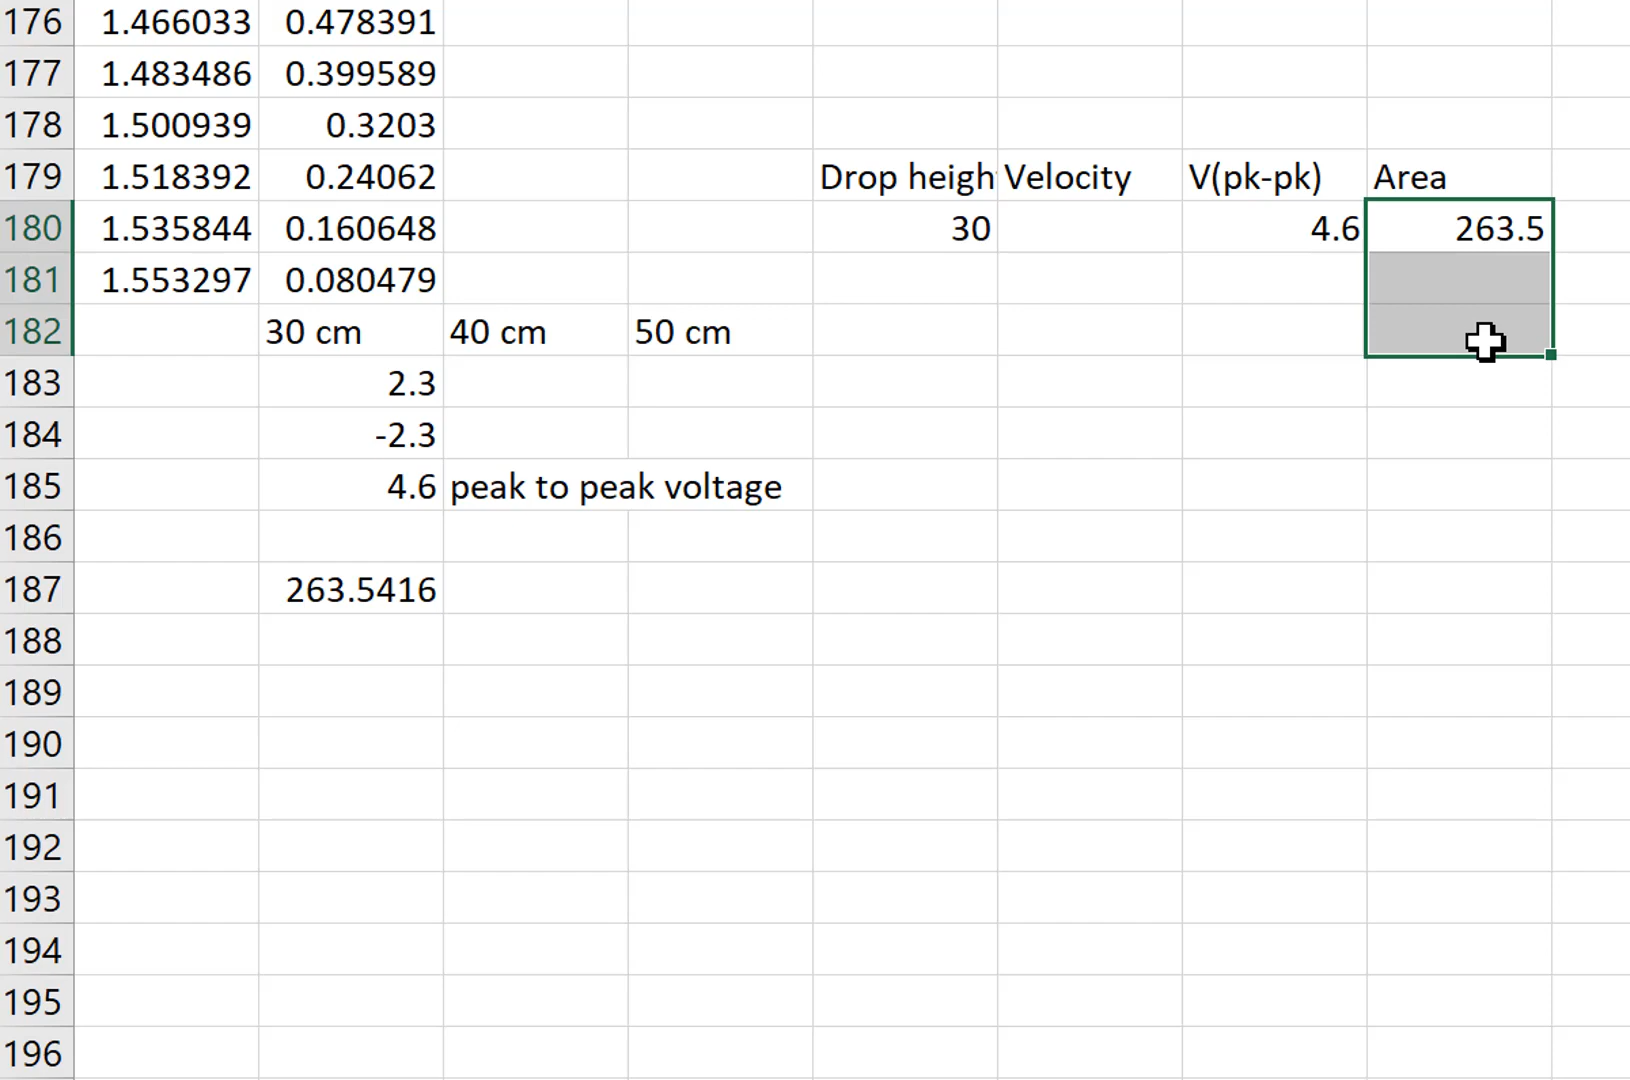 176 1.466033 0.478391
177 1.483486 0.399589
178 1.500939 0.3203
179 1.518392 0.24062 Drop heigh Velocity V(pk-pk) Area
180 1.535844 0.160648 30 4.6 263.5
181 1.553297 0.080479
182 30 cm 40 cm 50 cm
183 2.3
184 -2.3
185 4.6 peak to peak voltage
186
187 263.5416
188
189
190
191
192
193
194
195
196